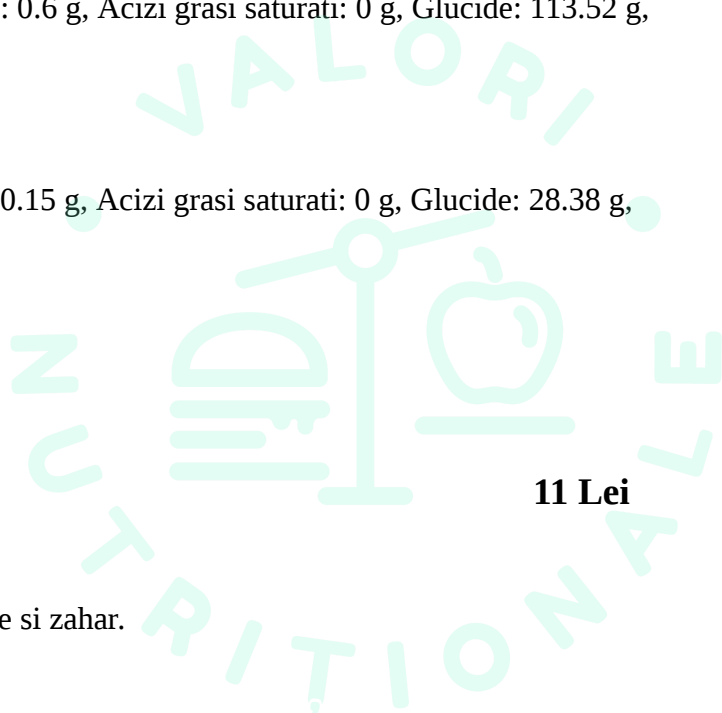 : 0.6 g, Acizi grasi saturati: 0 g, Glucide: 113.52 g,
VALORI
0.15 g, Acizi grasi saturati: 0 g, Glucide: 28.38 g,
NUTRIȚIONALE
11 Lei
e si zahar.